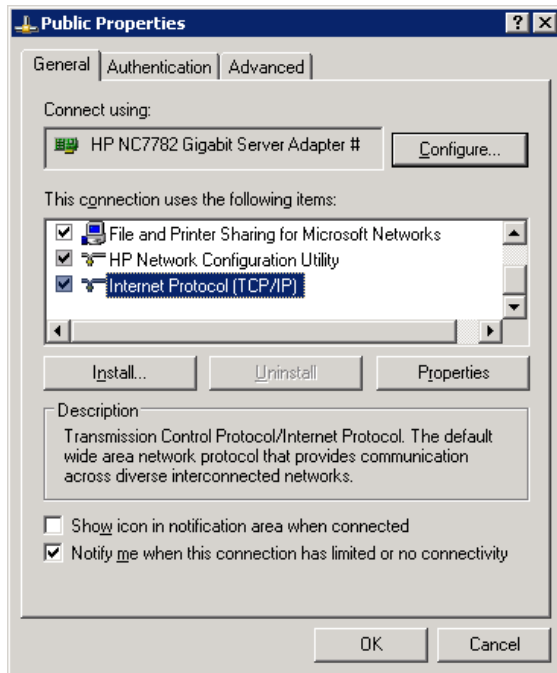 Public Properties
General
Authentication
Advanced
Connect using:
HP NC7782 Gigabit Server Adapter #
Configure...
This connection uses the following items:
File and Printer Sharing for Microsoft Networks
HP Network Configuration Utility
Internet Protocol (TCP/IP)
Install...
Uninstall
Properties
Description
Transmission Control Protocol/Internet Protocol. The default
wide area network protocol that provides communication
across diverse interconnected networks.
Show icon in notification area when connected
Notify me when this connection has limited or no connectivity
OK
Cancel